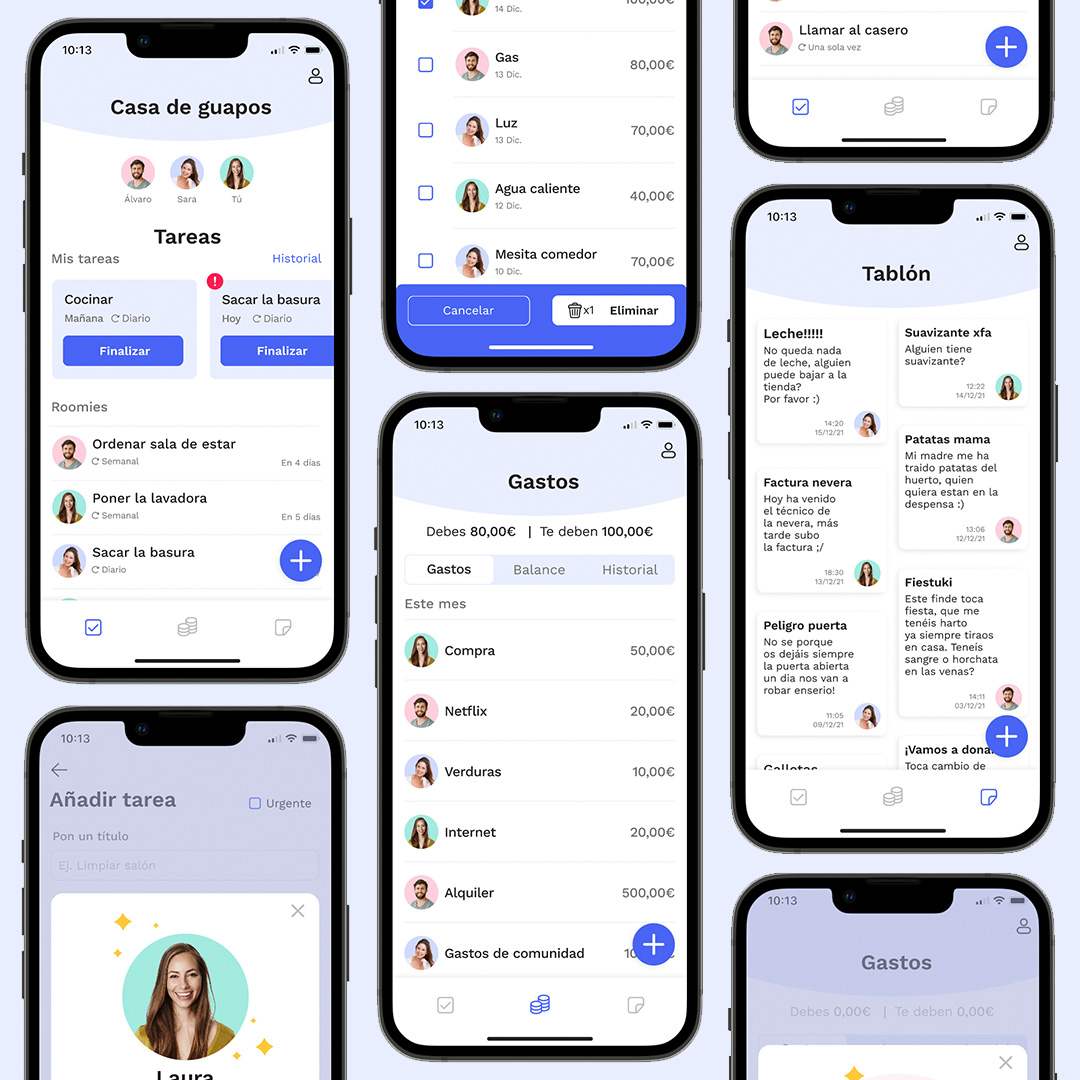 10:13
Casa de guapos
Álvaro
Sara
Tú
Tareas
Mis tareas
Historial
Cocinar
Mañana
Diario
Finalizar
!
Sacar la basura
Hoy
Diario
Finalizar
Roomies
Ordenar sala de estar
Semanal
En 4 días
Poner la lavadora
Semanal
En 5 días
Sacar la basura
Diario
10:13
Añadir tarea
Urgente
Pon un título
Ej. Limpiar salón
Laura
14 Dic.
100,00€
Gas
13 Dic.
80,00€
Luz
13 Dic.
70,00€
Agua caliente
12 Dic.
40,00€
Mesita comedor
10 Dic.
70,00€
Cancelar
x1 Eliminar
10:13
Gastos
Debes 80,00€ | Te deben 100,00€
Gastos
Balance
Historial
Este mes
Compra
50,00€
Netflix
20,00€
Verduras
10,00€
Internet
20,00€
Alquiler
500,00€
Gastos de comunidad
Llamar al casero
Una sola vez
10:13
Tablón
Leche!!!!!
No queda nada
de leche, alguien
puede bajar a la
tienda?
Por favor :)
14:20
15/12/21
Factura nevera
Hoy ha venido
el técnico de
la nevera, más
tarde subo
la factura ;/
18:30
13/12/21
Peligro puerta
No se porque
os dejáis siempre
la puerta abierta
un dia nos van a
robar enserio!
11:05
09/12/21
Galletas
Suavizante xfa
Alguien tiene
suavizante?
12:22
14/12/21
Patatas mama
Mi madre me ha
traido patatas del
huerto, quien
quiera estan en la
despensa :)
13:06
12/12/21
Fiestuki
Este finde toca
fiesta, que me
tenéis harto
ya siempre tiraos
en casa. Teneís
sangre o horchata
en las venas?
14:11
03/12/21
¡Vamos a dona
Toca cambio de
10:13
Gastos
Debes 0,00€ | Te deben 0,00€